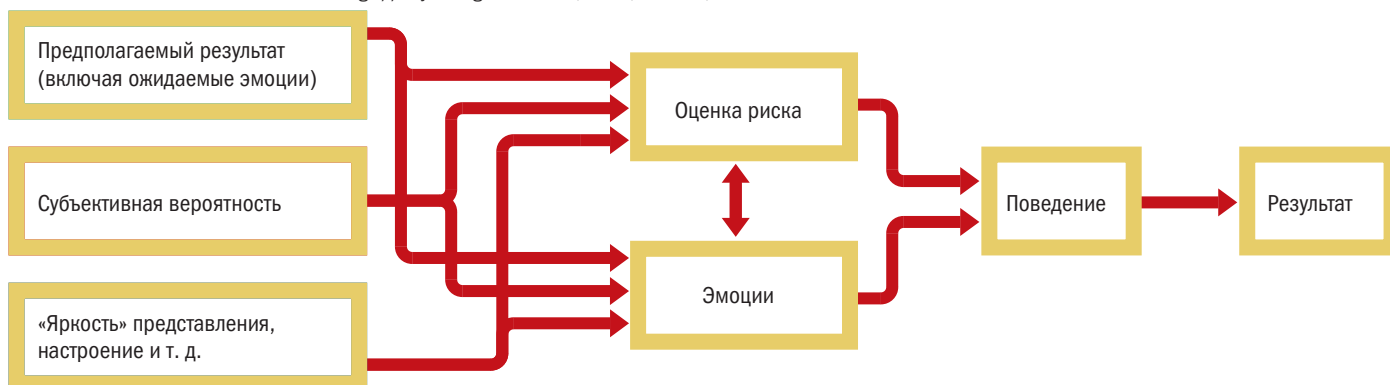 Предполагаемый результат
(включая ожидаемые эмоции)
Субъективная вероятность
«Яркость» представления,
настроение и т. д.
Оценка риска
Эмоции
Поведение
Результат